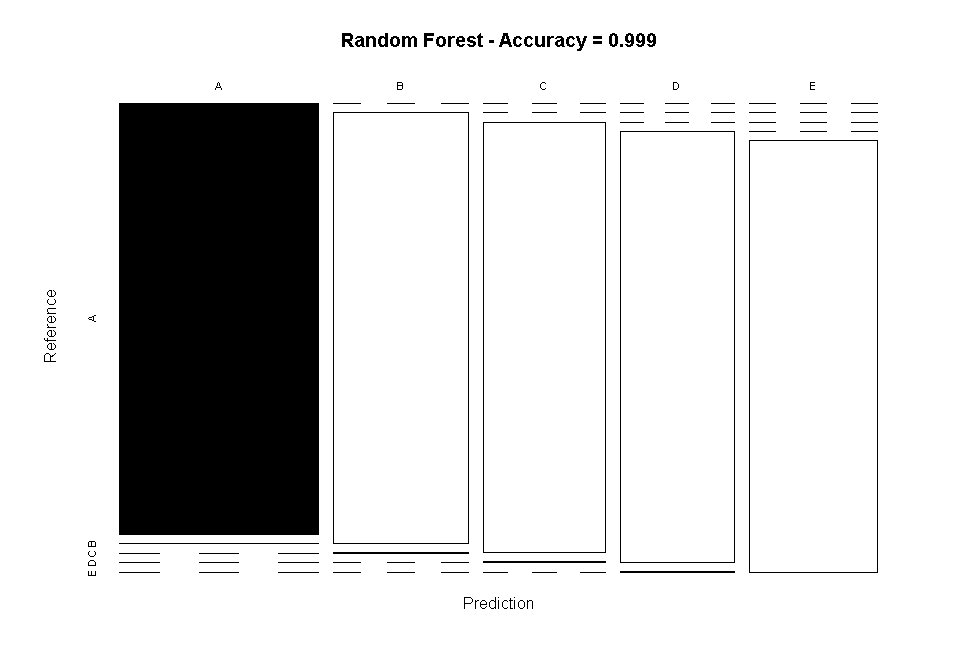 Random Forest - Accuracy = 0.999
A B C D E
Reference
A
E D C B
Prediction